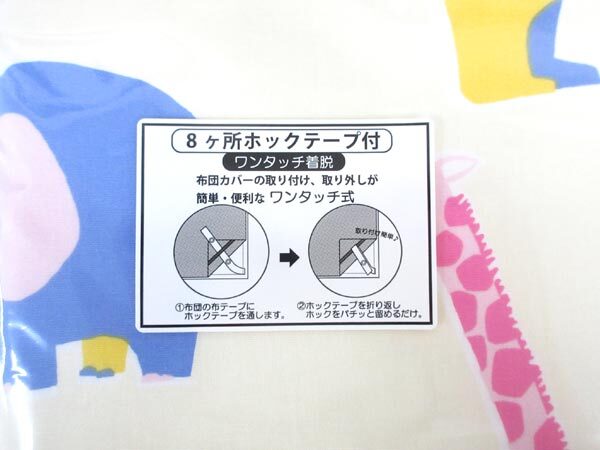 8ヶ所ホックテープ付
ワンタッチ着脱
布団カバーの取り付け、取り外しが
簡単・便利な ワンタッチ式
取り付け簡単♪
①布団の布テープに
ホックテープを通します。
②ホックテープを折り返し
ホックをパチッと留めるだけ。